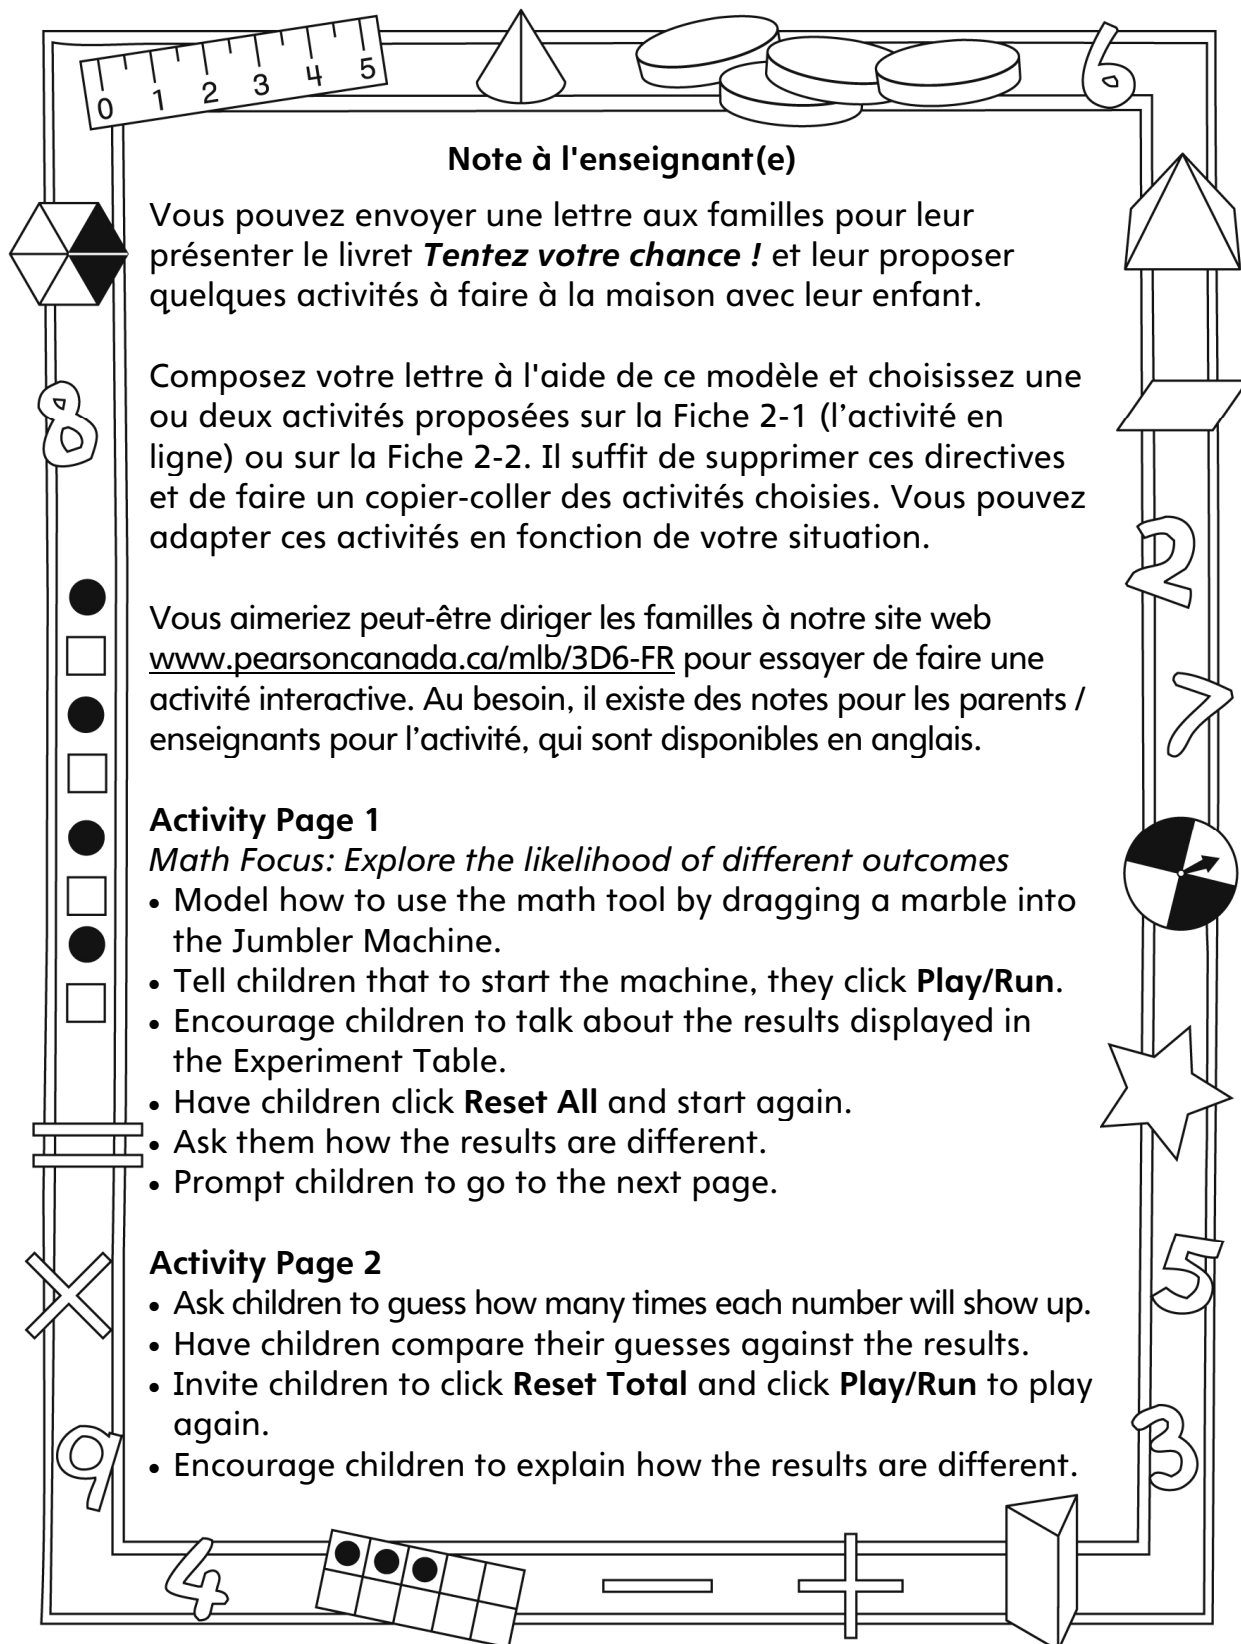 0 1 2 3 4 5
6
Note à l'enseignant(e)
Vous pouvez envoyer une lettre aux familles pour leur
présenter le livret Tentez votre chance ! et leur proposer
quelques activités à faire à la maison avec leur enfant.
8
Composez votre lettre à l'aide de ce modèle et choisissez une
ou deux activités proposées sur la Fiche 2-1 (l’activité en
ligne) ou sur la Fiche 2-2. Il suffit de supprimer ces directives
et de faire un copier-coller des activités choisies. Vous pouvez
adapter ces activités en fonction de votre situation.
2
Vous aimeriez peut-être diriger les familles à notre site web
www.pearsoncanada.ca/mlb/3D6-FR pour essayer de faire une
activité interactive. Au besoin, il existe des notes pour les parents /
enseignants pour l’activité, qui sont disponibles en anglais.
7
Activity Page 1
Math Focus: Explore the likelihood of different outcomes
• Model how to use the math tool by dragging a marble into
the Jumbler Machine.
• Tell children that to start the machine, they click Play/Run.
• Encourage children to talk about the results displayed in
the Experiment Table.
• Have children click Reset All and start again.
• Ask them how the results are different.
• Prompt children to go to the next page.
=
Activity Page 2
• Ask children to guess how many times each number will show up.
• Have children compare their guesses against the results.
• Invite children to click Reset Total and click Play/Run to play
again.
• Encourage children to explain how the results are different.
×
5
9
3
4
− +